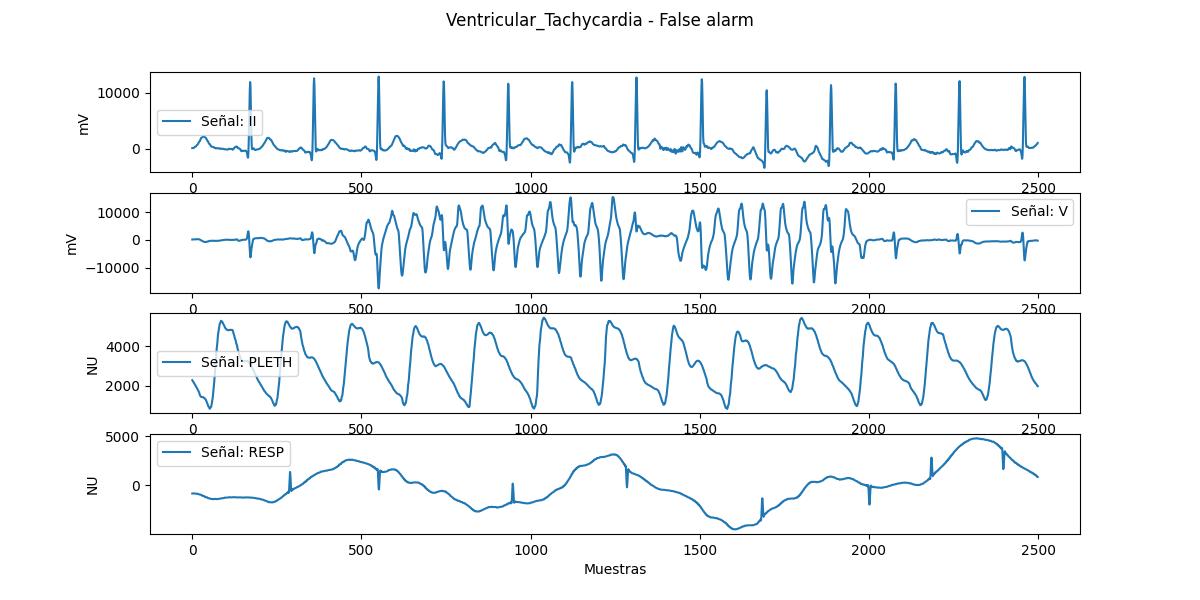 Ventricular_Tachycardia - False alarm
10000
0
mV
Señal: II
0 500 1000 1500 2000 2500
10000
0
−10000
mV
Señal: V
0 500 1000 1500 2000 2500
4000
2000
NU
Señal: PLETH
0 500 1000 1500 2000 2500
5000
0
NU
Señal: RESP
0 500 1000 1500 2000 2500
Muestras